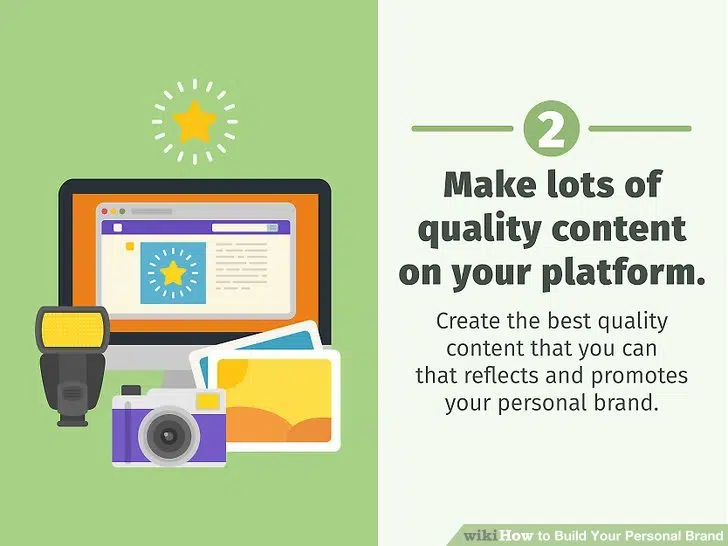 2
Make lots of
quality content
on your platform.
Create the best quality
content that you can
that reflects and promotes
your personal brand.
wikiHow to Build Your Personal Brand